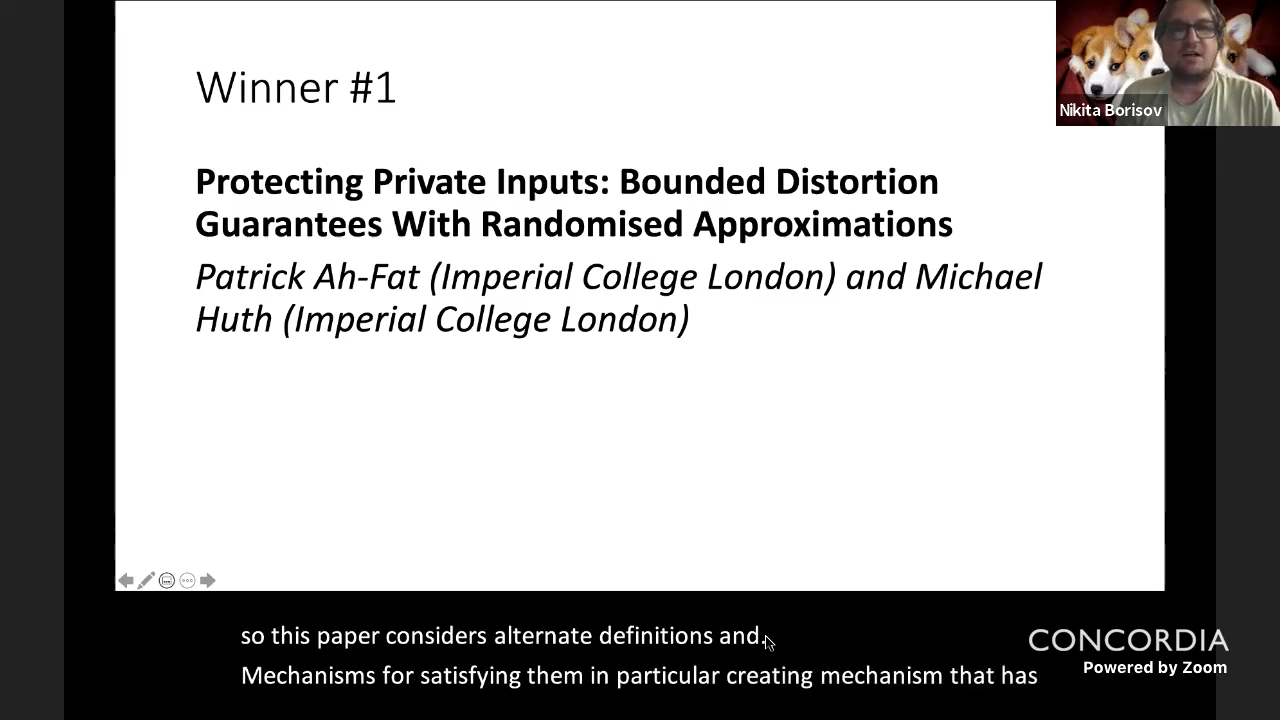 Winner #1
Nikita Borisov
Protecting Private Inputs: Bounded Distortion
Guarantees With Randomised Approximations
Patrick Ah-Fat (Imperial College London) and Michael
Huth (Imperial College London)
so this paper considers alternate definitions and.
Mechanisms for satisfying them in particular creating mechanism that has
CONCORDIA
Powered by Zoom